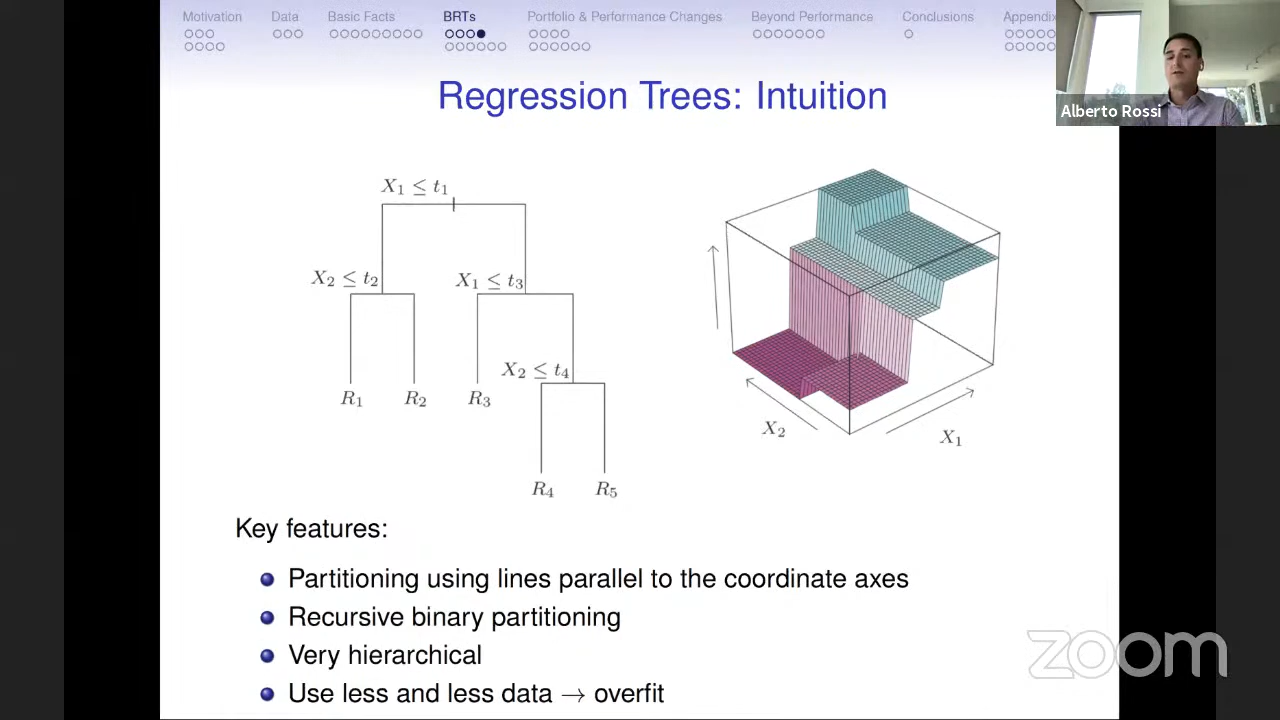 Motivation Data Basic Facts BRTs Portfolio & Performance Changes Beyond Performance Conclusions Appendix
Alberto Rossi
Regression Trees: Intuition
X₁ ≤ t₁
X₂ ≤ t₂ X₁ ≤ t₃
X₂ ≤ t₄
R₁ R₂ R₃
R₄ R₅
X₂ X₁
Key features:
Partitioning using lines parallel to the coordinate axes
Recursive binary partitioning
Very hierarchical
Use less and less data → overfit
zoom